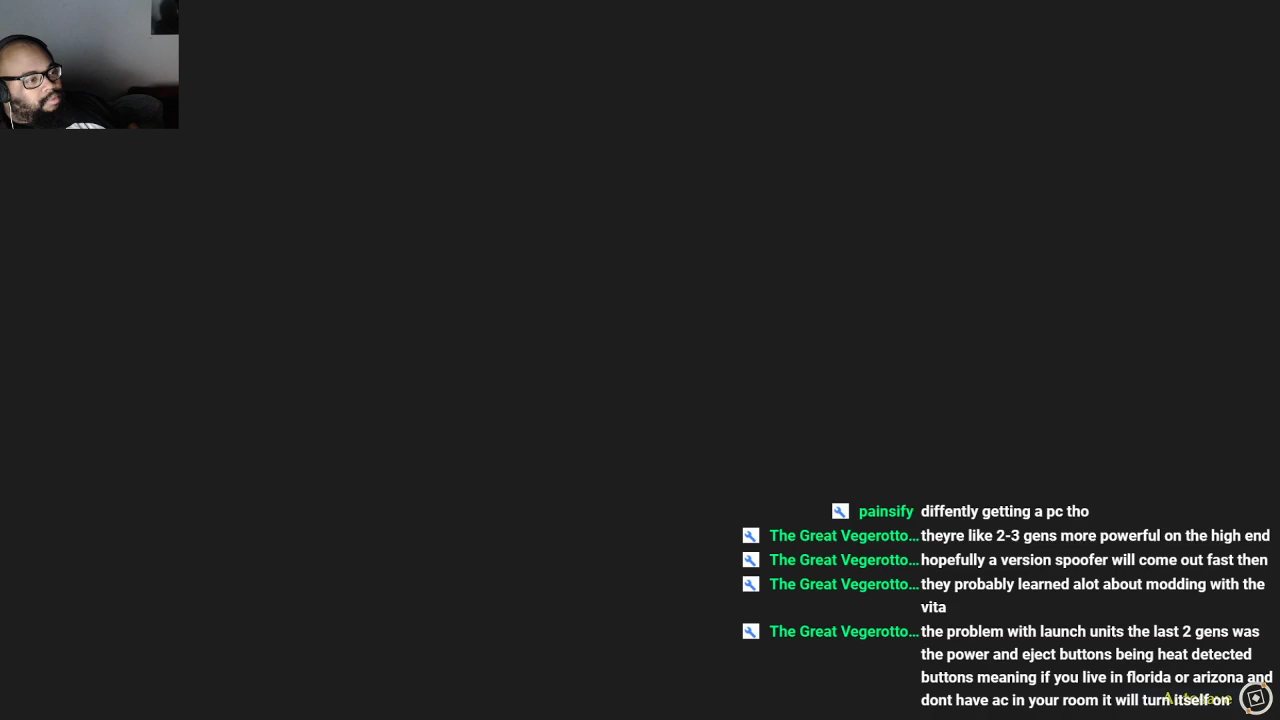 painsify diffently getting a pc tho
The Great Vegerotto… theyre like 2-3 gens more powerful on the high end
The Great Vegerotto… hopefully a version spoofer will come out fast then
The Great Vegerotto… they probably learned alot about modding with the
vita
The Great Vegerotto… the problem with launch units the last 2 gens was
the power and eject buttons being heat detected
buttons meaning if you live in florida or arizona and
dont have ac in your room it will turn itself on